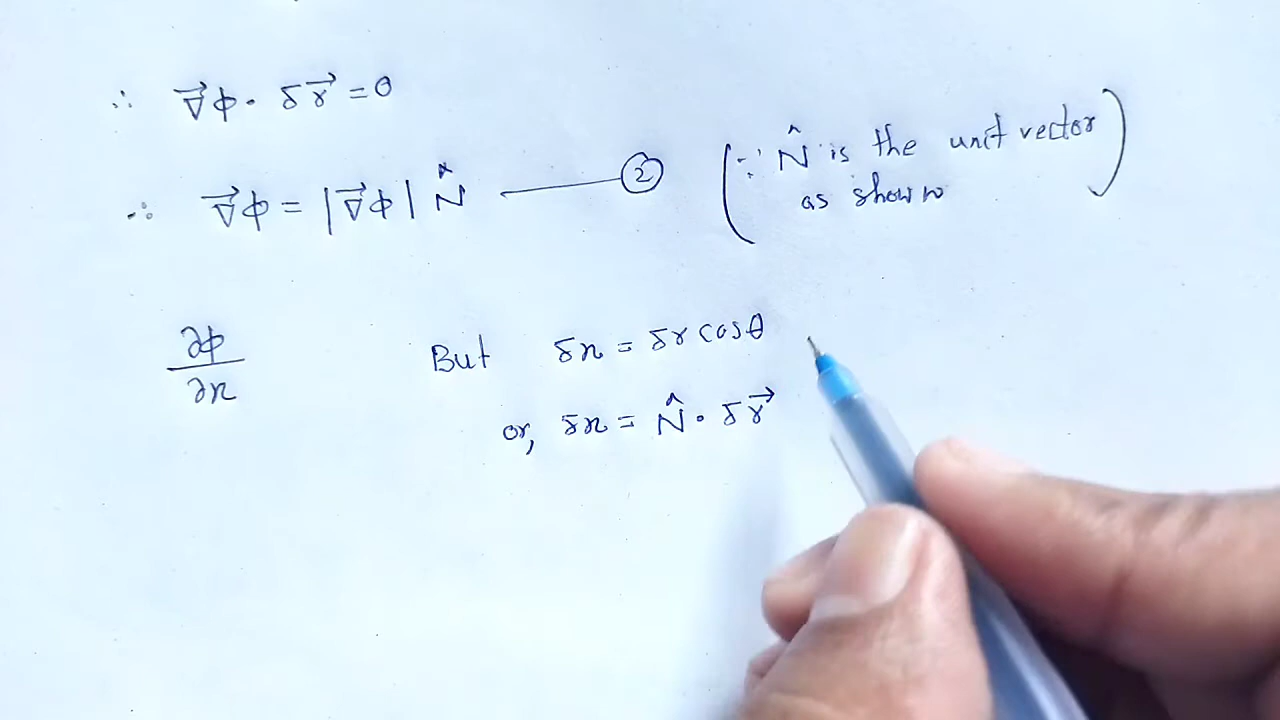 ∴ ∇⃗ϕ · δr⃗ = 0
∴ ∇⃗ϕ = |∇⃗ϕ| N̂ —— ② (∵ N̂ is the unit vector
as shown)
∂ϕ/∂n But δn = δr cosθ
or, δn = N̂ · δr⃗